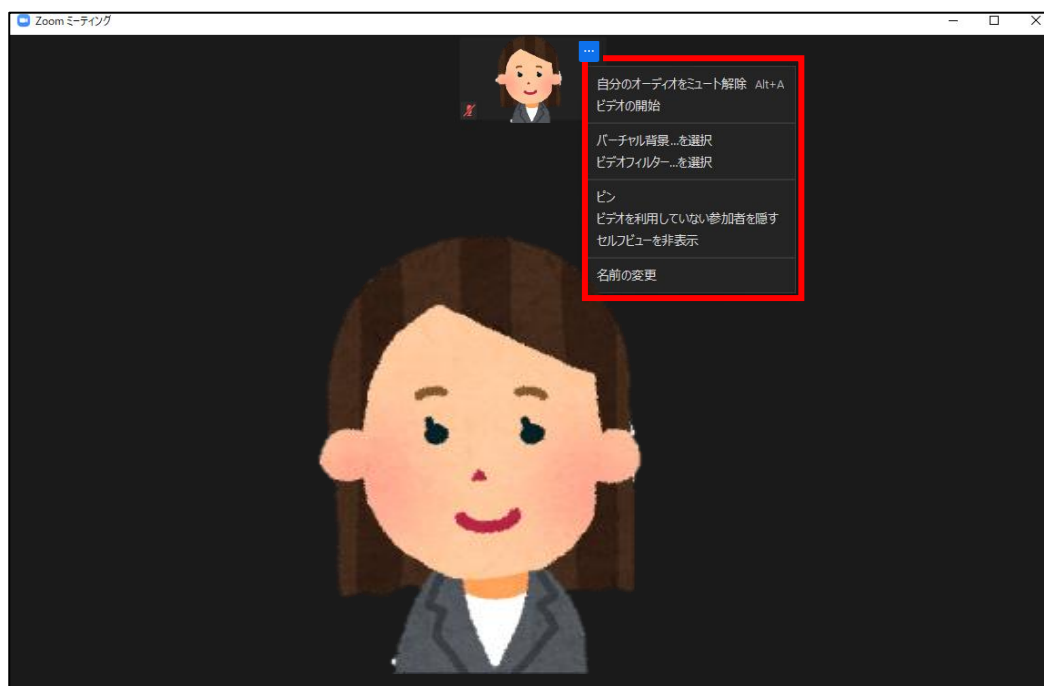 Zoom ミーティング
自分のオーディオをミュート解除 Alt+A
ビデオの開始
バーチャル背景...を選択
ビデオフィルター...を選択
ピン
ビデオを利用していない参加者を隠す
セルフビューを非表示
名前の変更